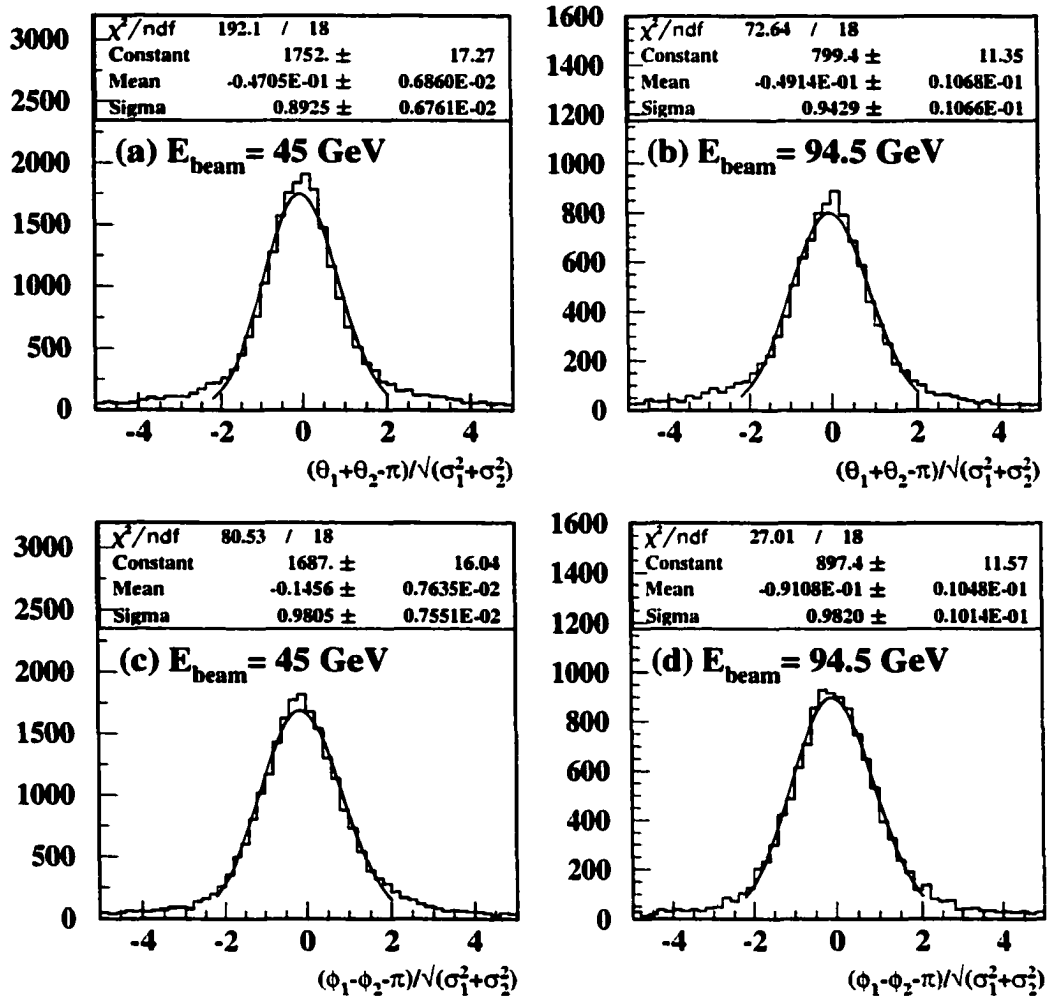 χ²/ndf 192.1 / 18
Constant 1752. ± 17.27
Mean -0.4705E-01 ± 0.6860E-02
Sigma 0.8925 ± 0.6761E-02
(a) E_beam = 45 GeV
3000
2500
2000
1500
1000
500
0
-4 -2 0 2 4
(θ₁+θ₂-π)/√(σ₁²+σ₂²)
χ²/ndf 72.64 / 18
Constant 799.4 ± 11.35
Mean -0.4914E-01 ± 0.1068E-01
Sigma 0.9429 ± 0.1066E-01
(b) E_beam = 94.5 GeV
1600
1400
1200
1000
800
600
400
200
0
-4 -2 0 2 4
(θ₁+θ₂-π)/√(σ₁²+σ₂²)
χ²/ndf 80.53 / 18
Constant 1687. ± 16.04
Mean -0.1456 ± 0.7635E-02
Sigma 0.9805 ± 0.7551E-02
(c) E_beam = 45 GeV
3000
2500
2000
1500
1000
500
0
-4 -2 0 2 4
(ϕ₁-ϕ₂-π)/√(σ₁²+σ₂²)
χ²/ndf 27.01 / 18
Constant 897.4 ± 11.57
Mean -0.9108E-01 ± 0.1048E-01
Sigma 0.9820 ± 0.1014E-01
(d) E_beam = 94.5 GeV
1600
1400
1200
1000
800
600
400
200
0
-4 -2 0 2 4
(ϕ₁-ϕ₂-π)/√(σ₁²+σ₂²)